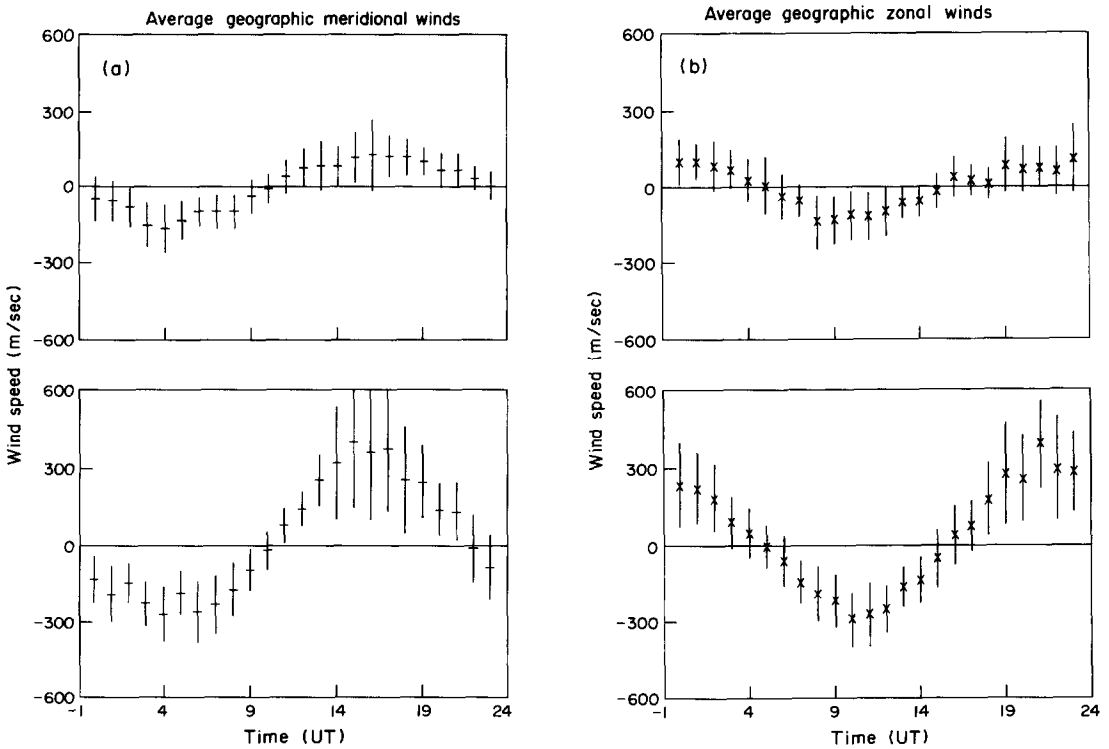 Average geographic meridional winds
Average geographic zonal winds
600
(a)
300
0
-300
-600
600
(b)
300
0
-300
-600
Wind speed (m/sec)
Wind speed (m/sec)
600
300
0
-300
-600
-1 4 9 14 19 24
Time (UT)
600
300
0
-300
-600
-1 4 9 14 19 24
Time (UT)